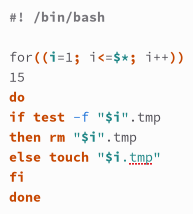 #! /bin/bash
for((i=1; i<=$*; i++))
15
do
if test -f "$i".tmp
then rm "$i".tmp
else touch "$i.tmp"
fi
done